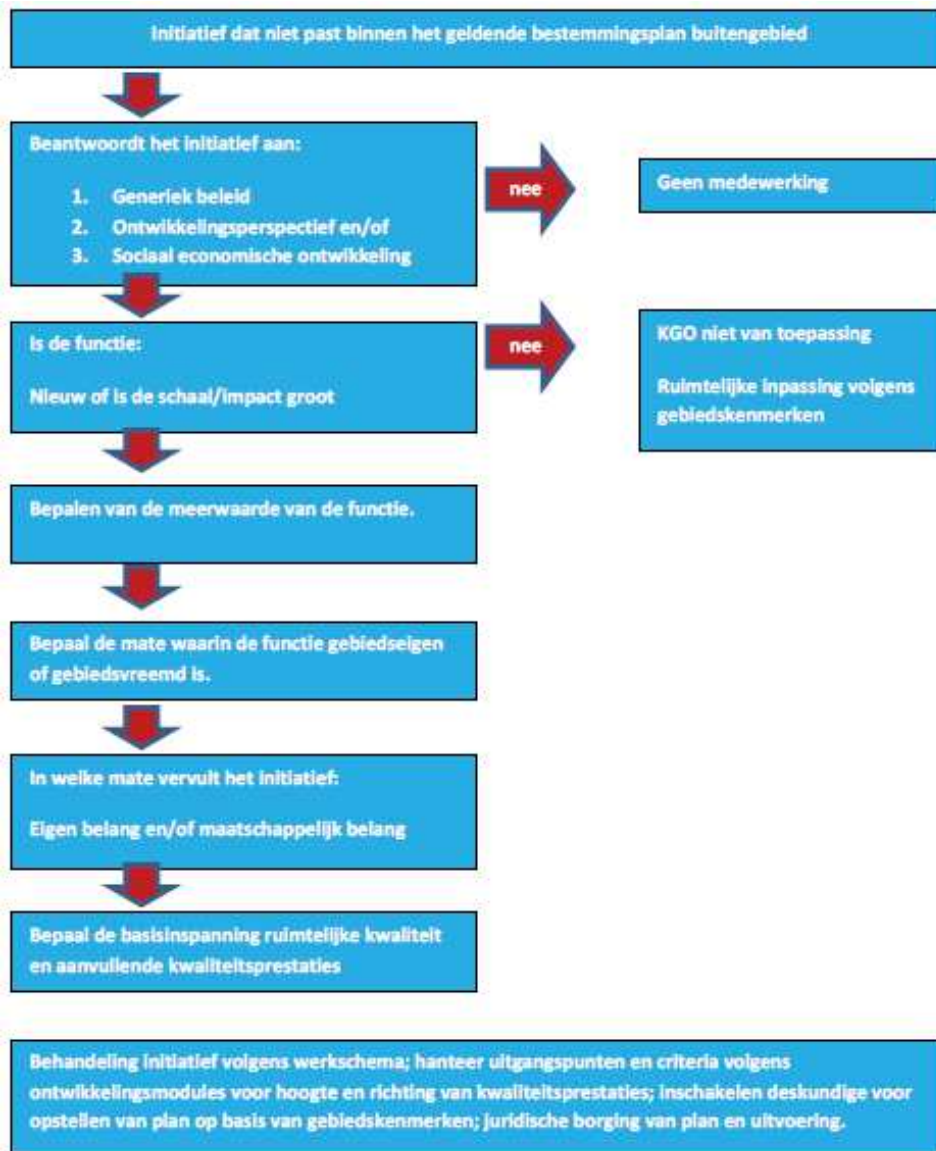 Initiatief dat niet past binnen het geldende bestemmingsplan buitengebied
Beantwoordt het initiatief aan:
1. Generiek beleid
2. Ontwikkelingsperspectief en/of
3. Sociaal economische ontwikkeling
nee
Geen medewerking
Is de functie:
Nieuw of is de schaal/impact groot
nee
KGO niet van toepassing
Ruimtelijke inpassing volgens
gebiedskenmerken
Bepalen van de meerwaarde van de functie.
Bepaal de mate waarin de functie gebiedseigen
of gebiedsvreemd is.
In welke mate vervult het initiatief:
Eigen belang en/of maatschappelijk belang
Bepaal de basisinspanning ruimtelijke kwaliteit
en aanvullende kwaliteitsprestaties
Behandeling initiatief volgens werkschema; hanteer uitgangspunten en criteria volgens
ontwikkelingsmodules voor hoogte en richting van kwaliteitsprestaties; inschakelen deskundige voor
opstellen van plan op basis van gebiedskenmerken; juridische borging van plan en uitvoering.